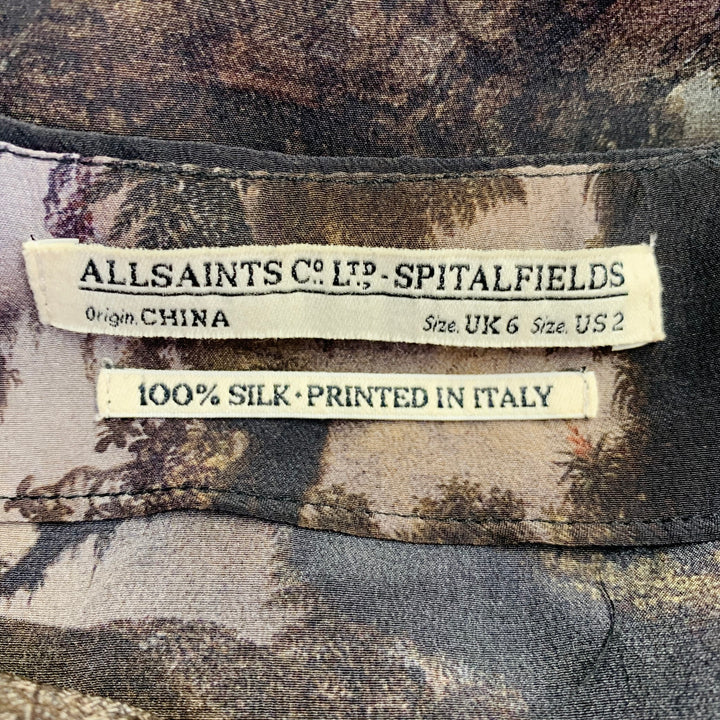 ALLSAINTS Cº. LTD.,-SPITALFIELDS
Origin. CHINA Size. UK 6 Size. US 2
100% SILK·PRINTED IN ITALY